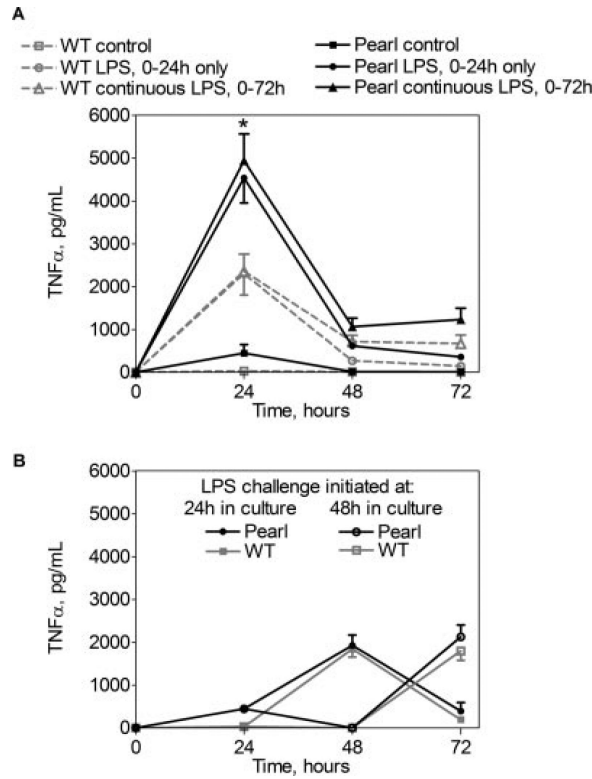 A
WT control
Pearl control
WT LPS, 0-24h only
Pearl LPS, 0-24h only
WT continuous LPS, 0-72h
Pearl continuous LPS, 0-72h
*
6000
5000
4000
3000
2000
1000
0
TNFα, pg/mL
0 24 48 72
Time, hours
B
6000
5000
4000
3000
2000
1000
0
TNFα, pg/mL
LPS challenge initiated at:
24h in culture 48h in culture
Pearl Pearl
WT WT
0 24 48 72
Time, hours